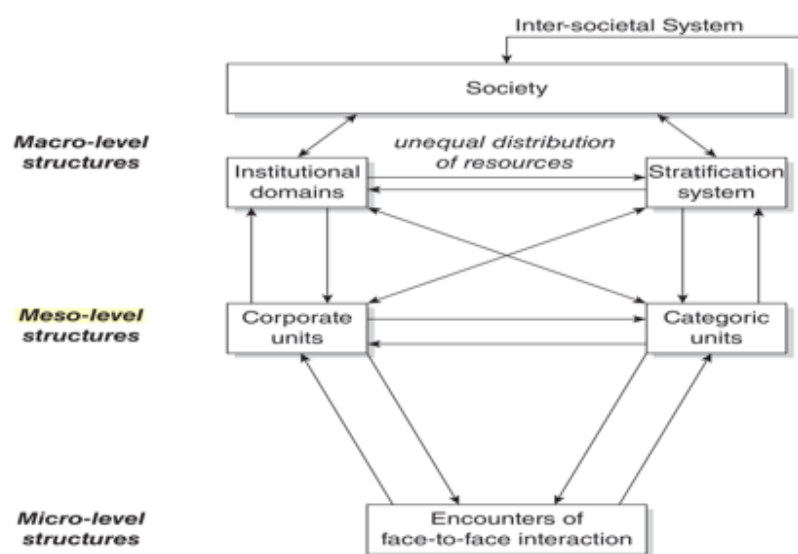 Inter-societal System
Society
Macro-level
structures
unequal distribution
of resources
Institutional
domains
Stratification
system
Meso-level
structures
Corporate
units
Categoric
units
Micro-level
structures
Encounters of
face-to-face interaction